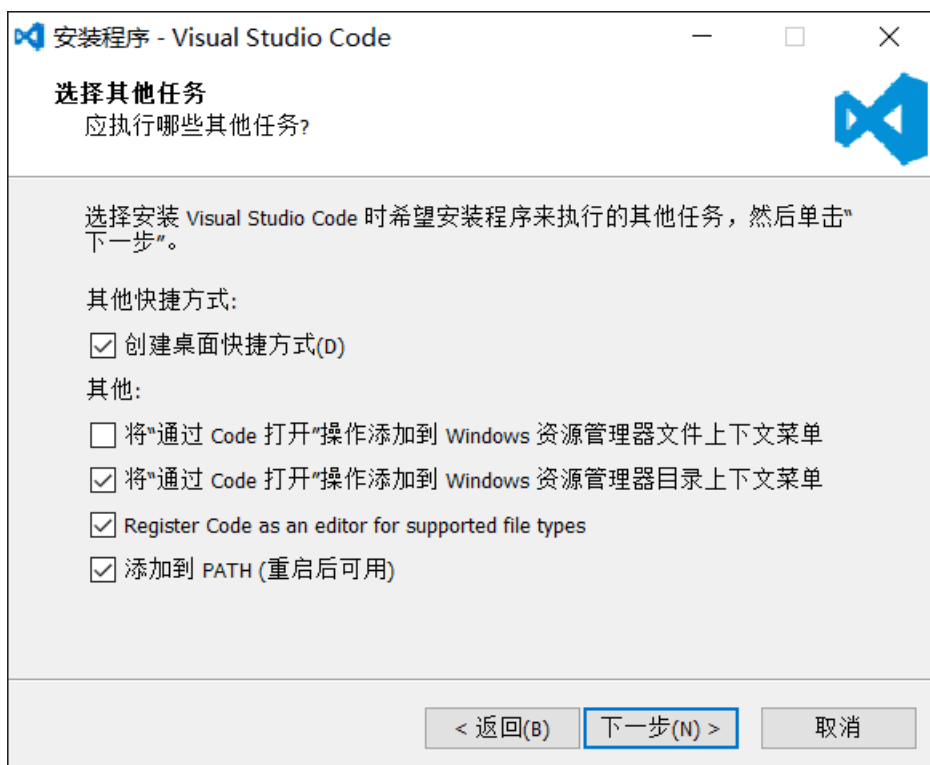 安装程序 - Visual Studio Code
选择其他任务
应执行哪些其他任务?
选择安装 Visual Studio Code 时希望安装程序来执行的其他任务，然后单击“
下一步”。
其他快捷方式:
创建桌面快捷方式(D)
其他:
将“通过 Code 打开”操作添加到 Windows 资源管理器文件上下文菜单
将“通过 Code 打开”操作添加到 Windows 资源管理器目录上下文菜单
Register Code as an editor for supported file types
添加到 PATH (重启后可用)
< 返回(B) 下一步(N) > 取消